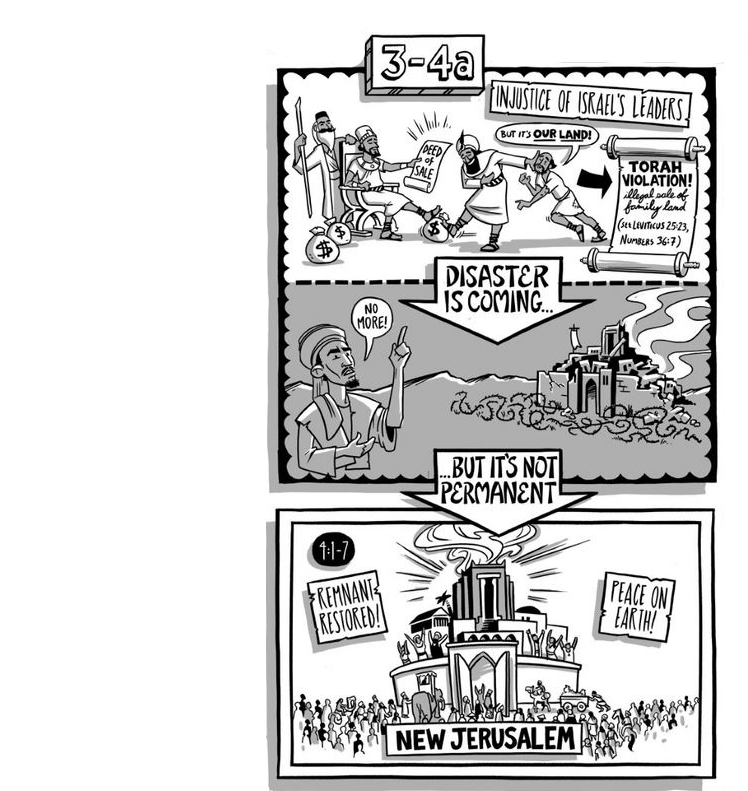 3-4a
INJUSTICE OF ISRAEL'S LEADERS
BUT IT'S OUR LAND!
DEED
of
SALE
TORAH
VIOLATION!
illegal sale of
family land
(SEE LEVITICUS 25:23,
NUMBERS 36:7)
$
$
$
DISASTER
IS COMING...
NO
MORE!
...BUT IT'S NOT
PERMANENT
4:1-7
REMNANT
RESTORED!
PEACE ON
EARTH!
NEW JERUSALEM